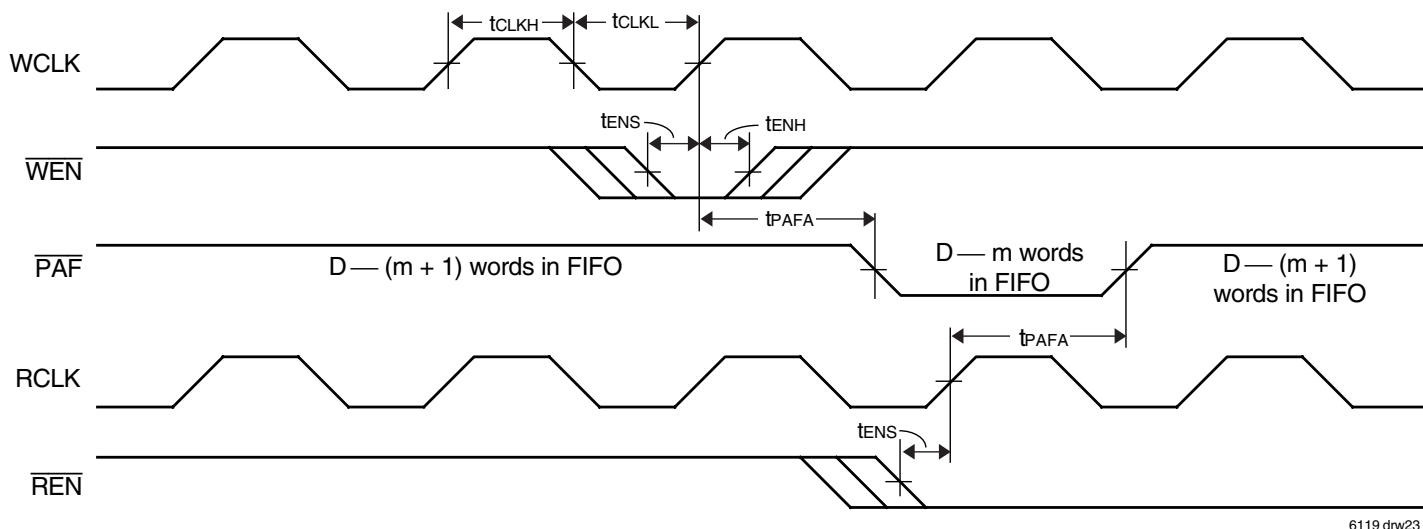 tCLKH tCLKL
WCLK
tENS tENH
WEN
tPAFA
PAF
D — (m + 1) words in FIFO
D — m words
in FIFO
D — (m + 1)
words in FIFO
tPAFA
RCLK
tENS
REN
6119 drw23